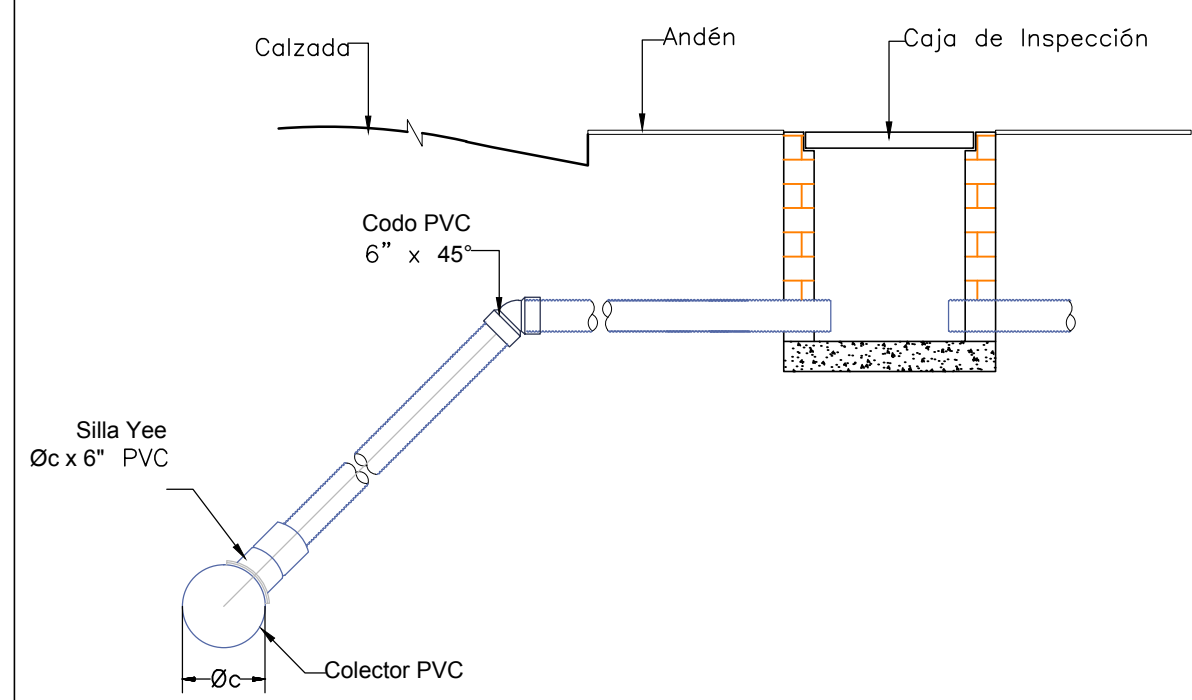 Calzada
Andén
Caja de Inspección
Codo PVC
6” x 45°
Silla Yee
Øc x 6" PVC
Øc
Colector PVC